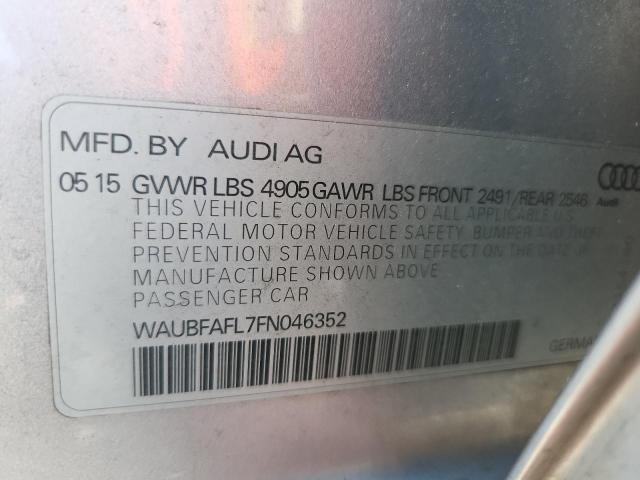 MFD. BY AUDI AG
05 15 GVWR LBS 4905 GAWR LBS FRONT 2491/REAR 2546
Audi
THIS VEHICLE CONFORMS TO ALL APPLICABLE U.S.
FEDERAL MOTOR VEHICLE SAFETY, BUMPER AND THEFT
PREVENTION STANDARDS IN EFFECT ON THE DATE OF
MANUFACTURE SHOWN ABOVE
PASSENGER CAR
WAUBFAFL7FN046352